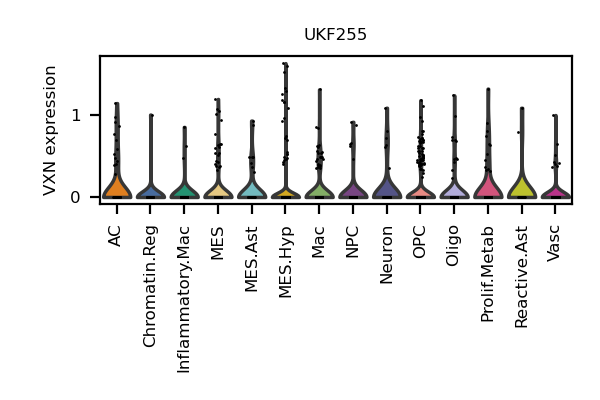 UKF255
VXN expression
1
0
AC
Chromatin.Reg
Inflammatory.Mac
MES
MES.Ast
MES.Hyp
Mac
NPC
Neuron
OPC
Oligo
Prolif.Metab
Reactive.Ast
Vasc